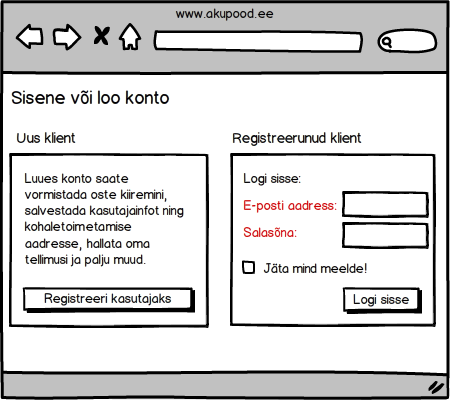 www.akupood.ee
Sisene või loo konto
Uus klient
Luues konto saate
vormistada oste kiiremini,
salvestada kasutajainfot ning
kohaletoimetamise
aadresse, hallata oma
tellimusi ja palju muud.
Registreeri kasutajaks
Registreerunud klient
Logi sisse:
E-posti aadress:
Salasõna:
Jäta mind meelde!
Logi sisse